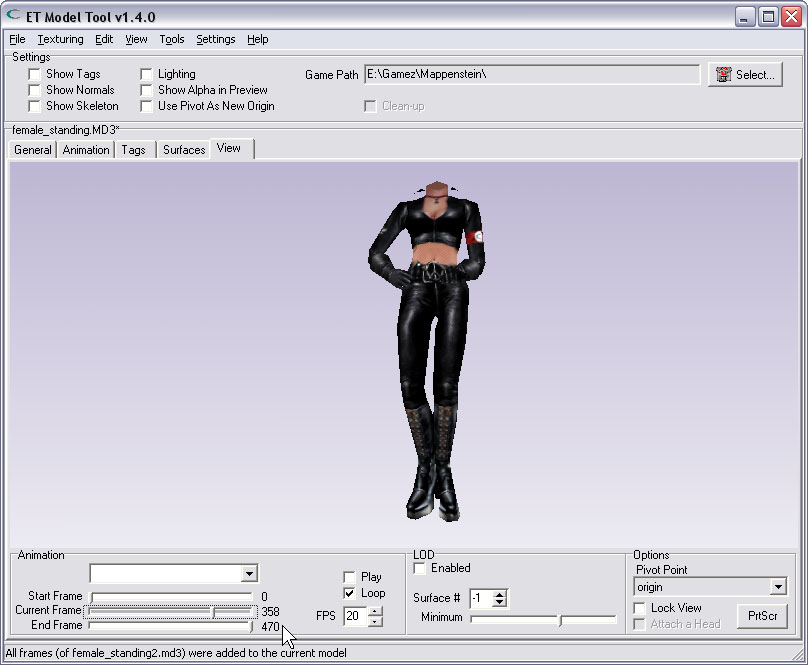 ET Model Tool v1.4.0
File Texturing Edit View Tools Settings Help
Settings
Show Tags Lighting Game Path E:\Gamez\Mappenstein\ Select...
Show Normals Show Alpha in Preview
Show Skeleton Use Pivot As New Origin Clean-up
female_standing.MD3*
General Animation Tags Surfaces View
Animation LOD Options
Enabled Pivot Point
Play origin
Start Frame 0 Loop Surface # -1
Current Frame 358 Lock View PrtScr
End Frame 470 FPS 20 Minimum Attach a Head
All frames (of female_standing2.md3) were added to the current model